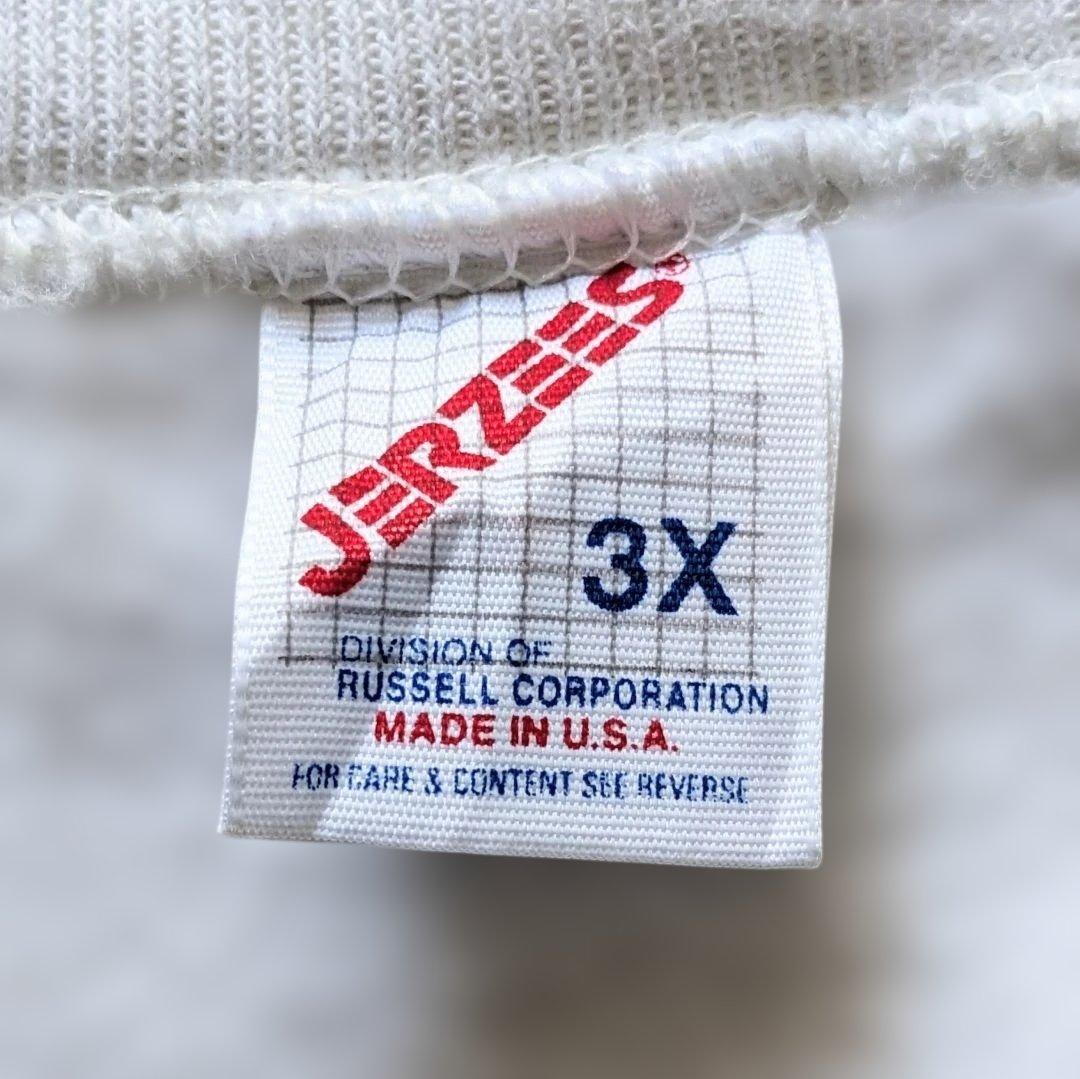 JERZEES®
3X
DIVISION OF
RUSSELL CORPORATION
MADE IN U.S.A.
FOR CARE & CONTENT SEE REVERSE